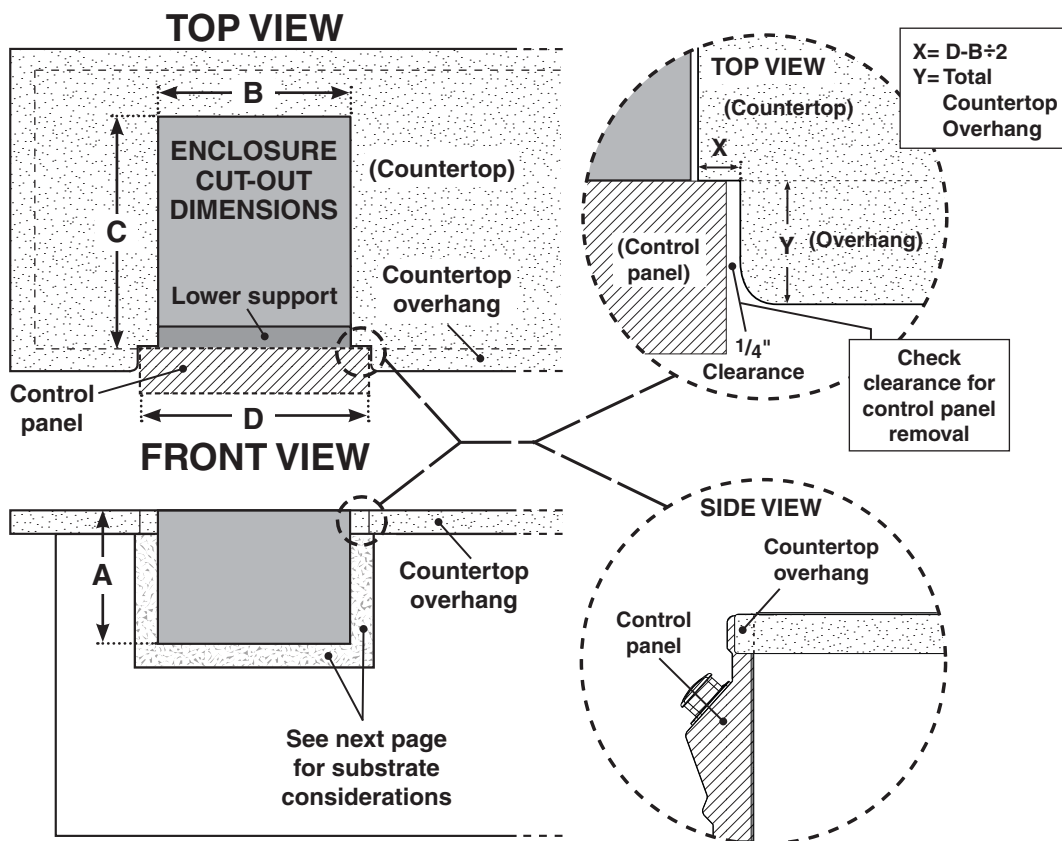 TOP VIEW
B
ENCLOSURE
CUT-OUT
DIMENSIONS
(Countertop)
C
Lower support
Countertop
overhang
Control
panel
D
TOP VIEW
(Countertop)
X
X= D-B÷2
Y= Total
Countertop
Overhang
(Control
panel)
Y
(Overhang)
1/4"
Clearance
Check
clearance for
control panel
removal
FRONT VIEW
A
Countertop
overhang
See next page
for substrate
considerations
SIDE VIEW
Countertop
overhang
Control
panel